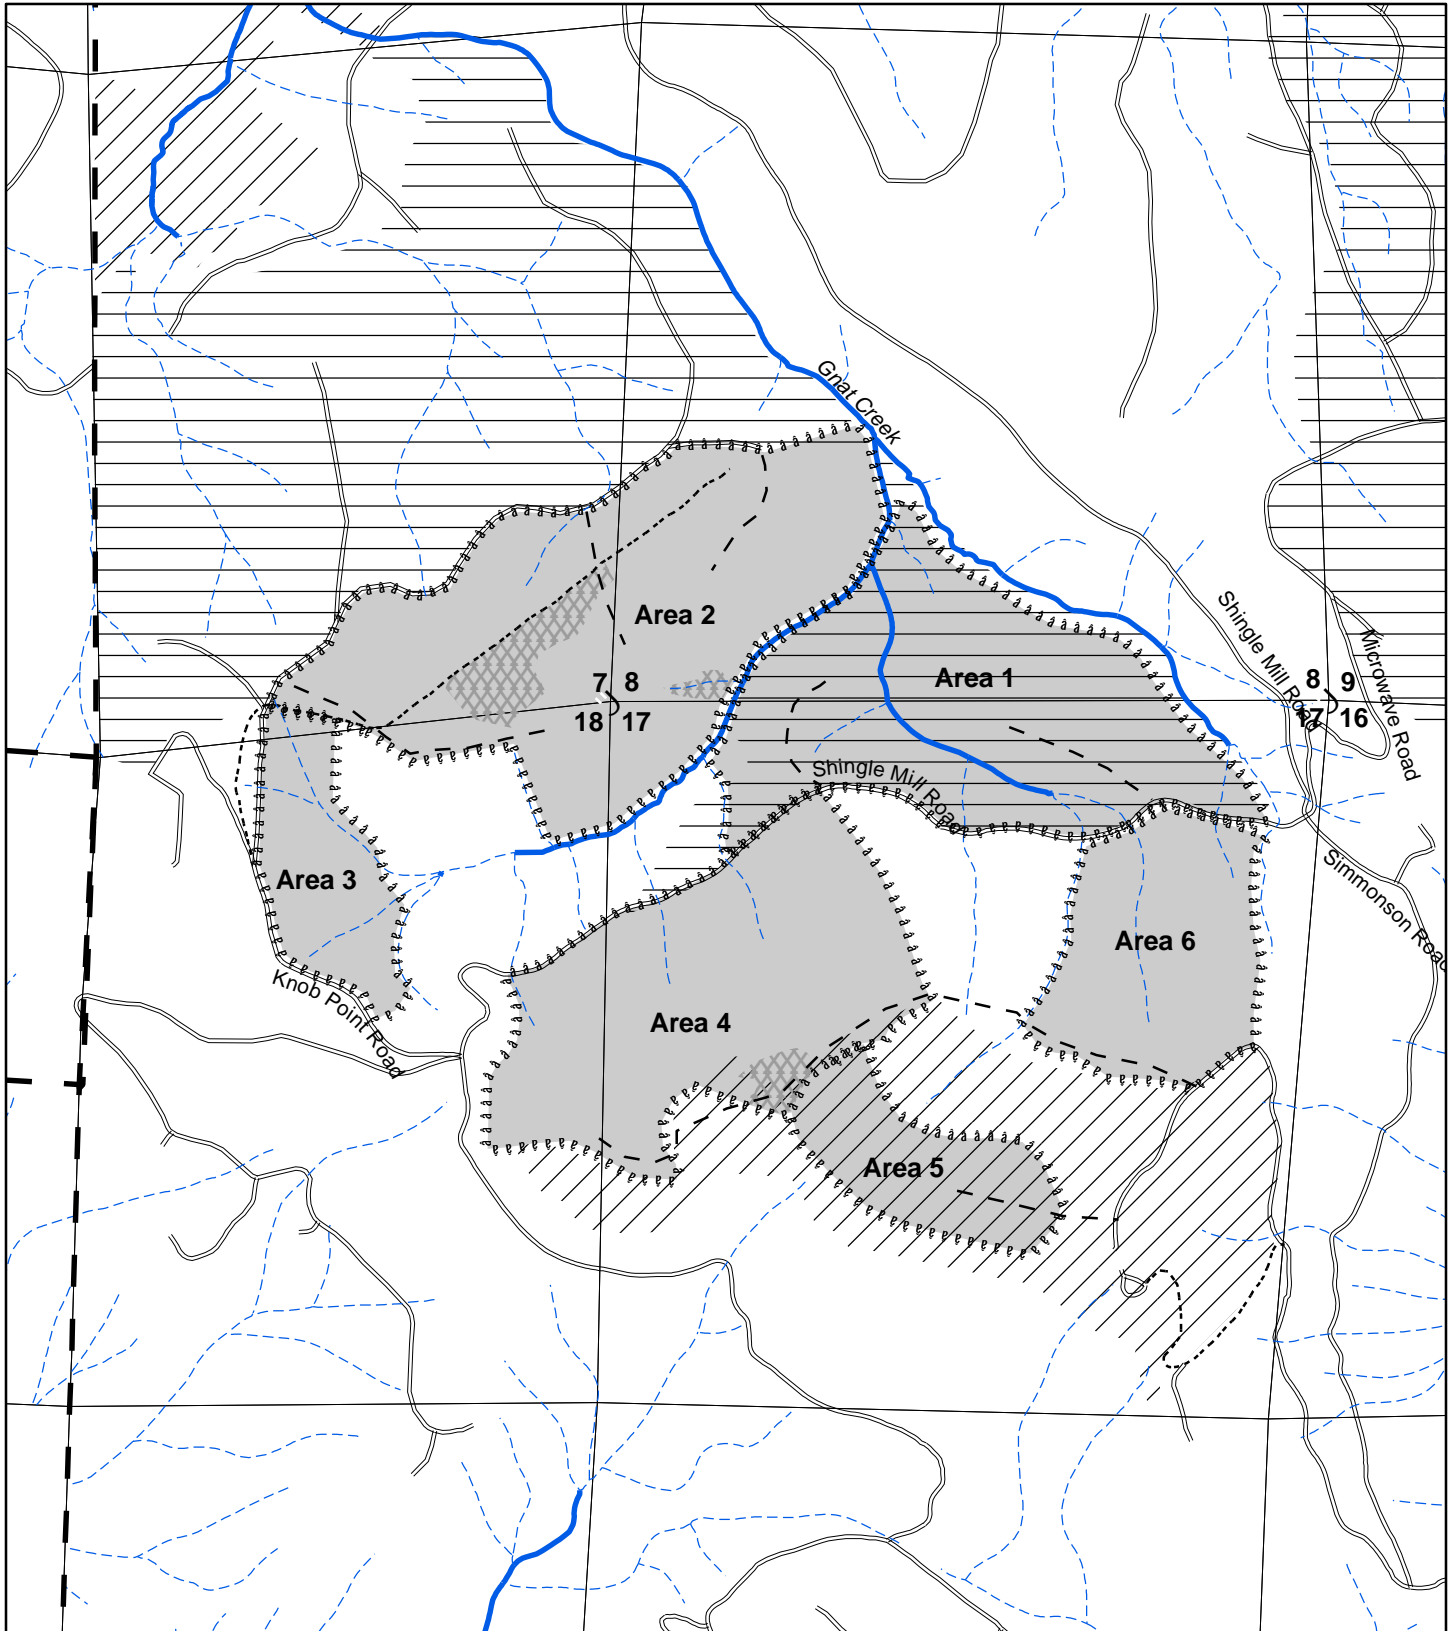 Gnat Creek
Area 2
Shingle Mill Road
Microwave Road
7 8
18 17
Area 1
8 9
17 16
Shingle Mill Road
Area 3
Simmonson Road
Area 6
Knob Point Road
Area 4
Area 5